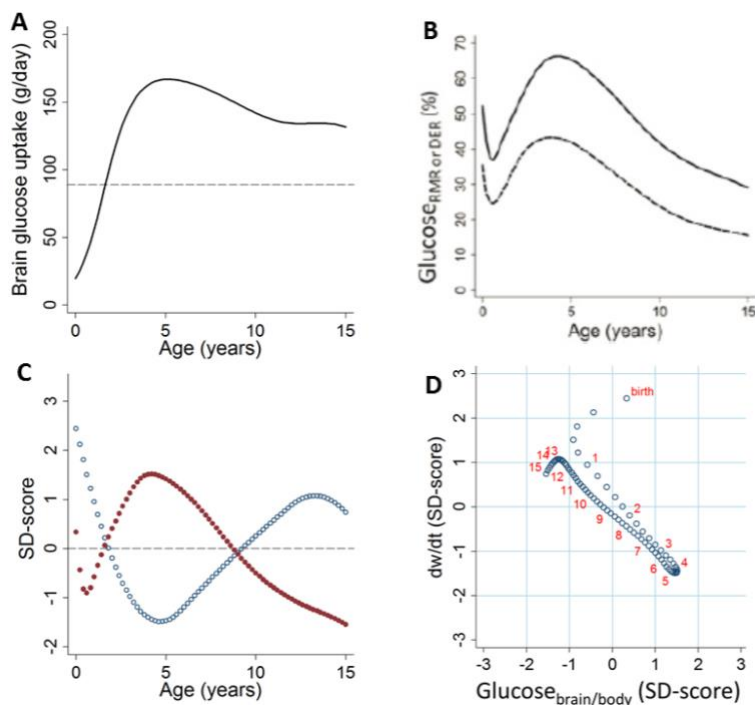 A
Brain glucose uptake (g/day)
200
150
100
50
0
0 5 10 15
Age (years)
B
Glucose RMR or DER (%)
70
60
50
40
30
20
10
0
0 5 10 15
Age (years)
C
SD-score
3
2
1
0
-1
-2
0 5 10 15
Age (years)
D
dw/dt (SD-score)
3
2
1
0
-1
-2
-3
birth
1
2
3
4
5
6
7
8
9
10
11
12
13
14
15
-3 -2 -1 0 1 2 3
Glucose brain/body (SD-score)